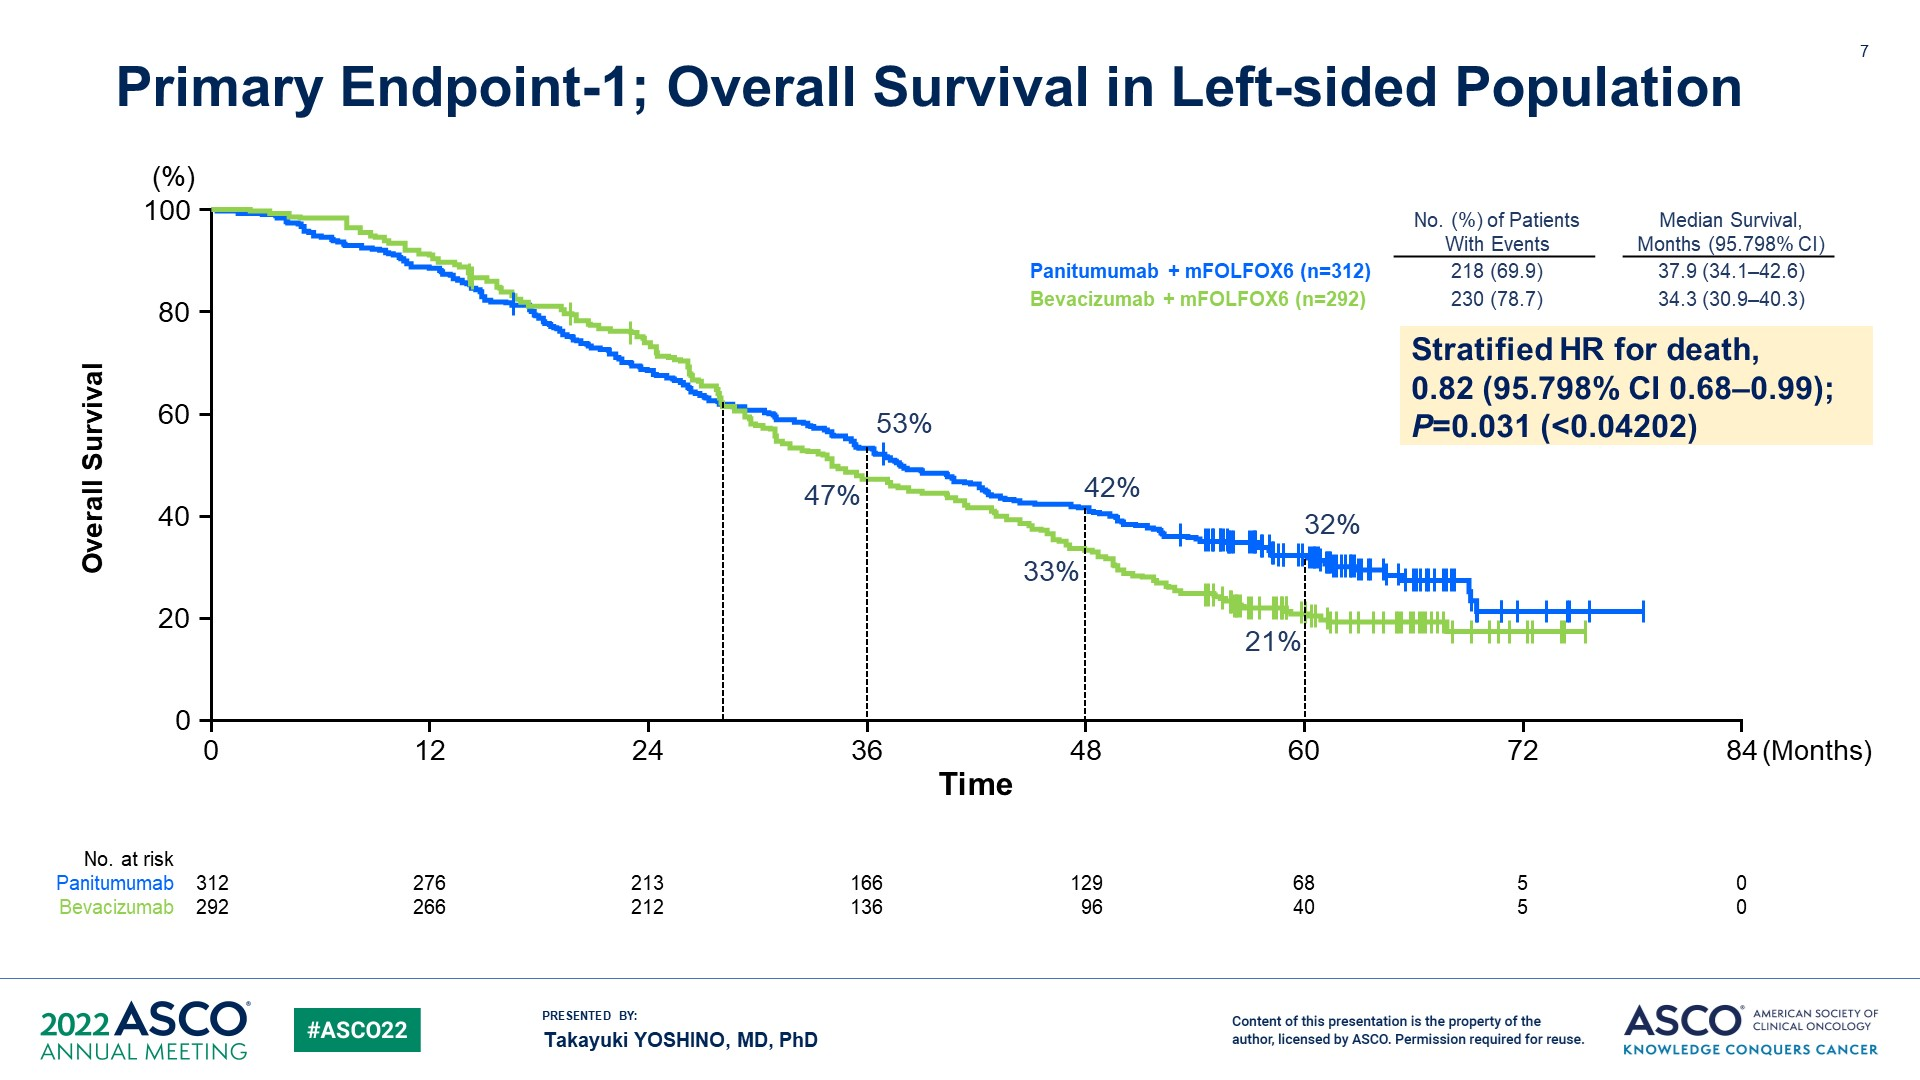 7
Primary Endpoint-1; Overall Survival in Left-sided Population
(%)
100
80
60
40
20
0
Overall Survival
No. (%) of Patients With Events
Median Survival, Months (95.798% CI)
Panitumumab + mFOLFOX6 (n=312) 218 (69.9) 37.9 (34.1–42.6)
Bevacizumab + mFOLFOX6 (n=292) 230 (78.7) 34.3 (30.9–40.3)
Stratified HR for death,
0.82 (95.798% CI 0.68–0.99);
P=0.031 (<0.04202)
53%
47%
42%
33%
32%
21%
0 12 24 36 48 60 72 84 (Months)
Time
No. at risk
Panitumumab 312 276 213 166 129 68 5 0
Bevacizumab 292 266 212 136 96 40 5 0
2022 ASCO®
ANNUAL MEETING
#ASCO22
PRESENTED BY:
Takayuki YOSHINO, MD, PhD
Content of this presentation is the property of the
author, licensed by ASCO. Permission required for reuse.
ASCO® AMERICAN SOCIETY OF
CLINICAL ONCOLOGY
KNOWLEDGE CONQUERS CANCER